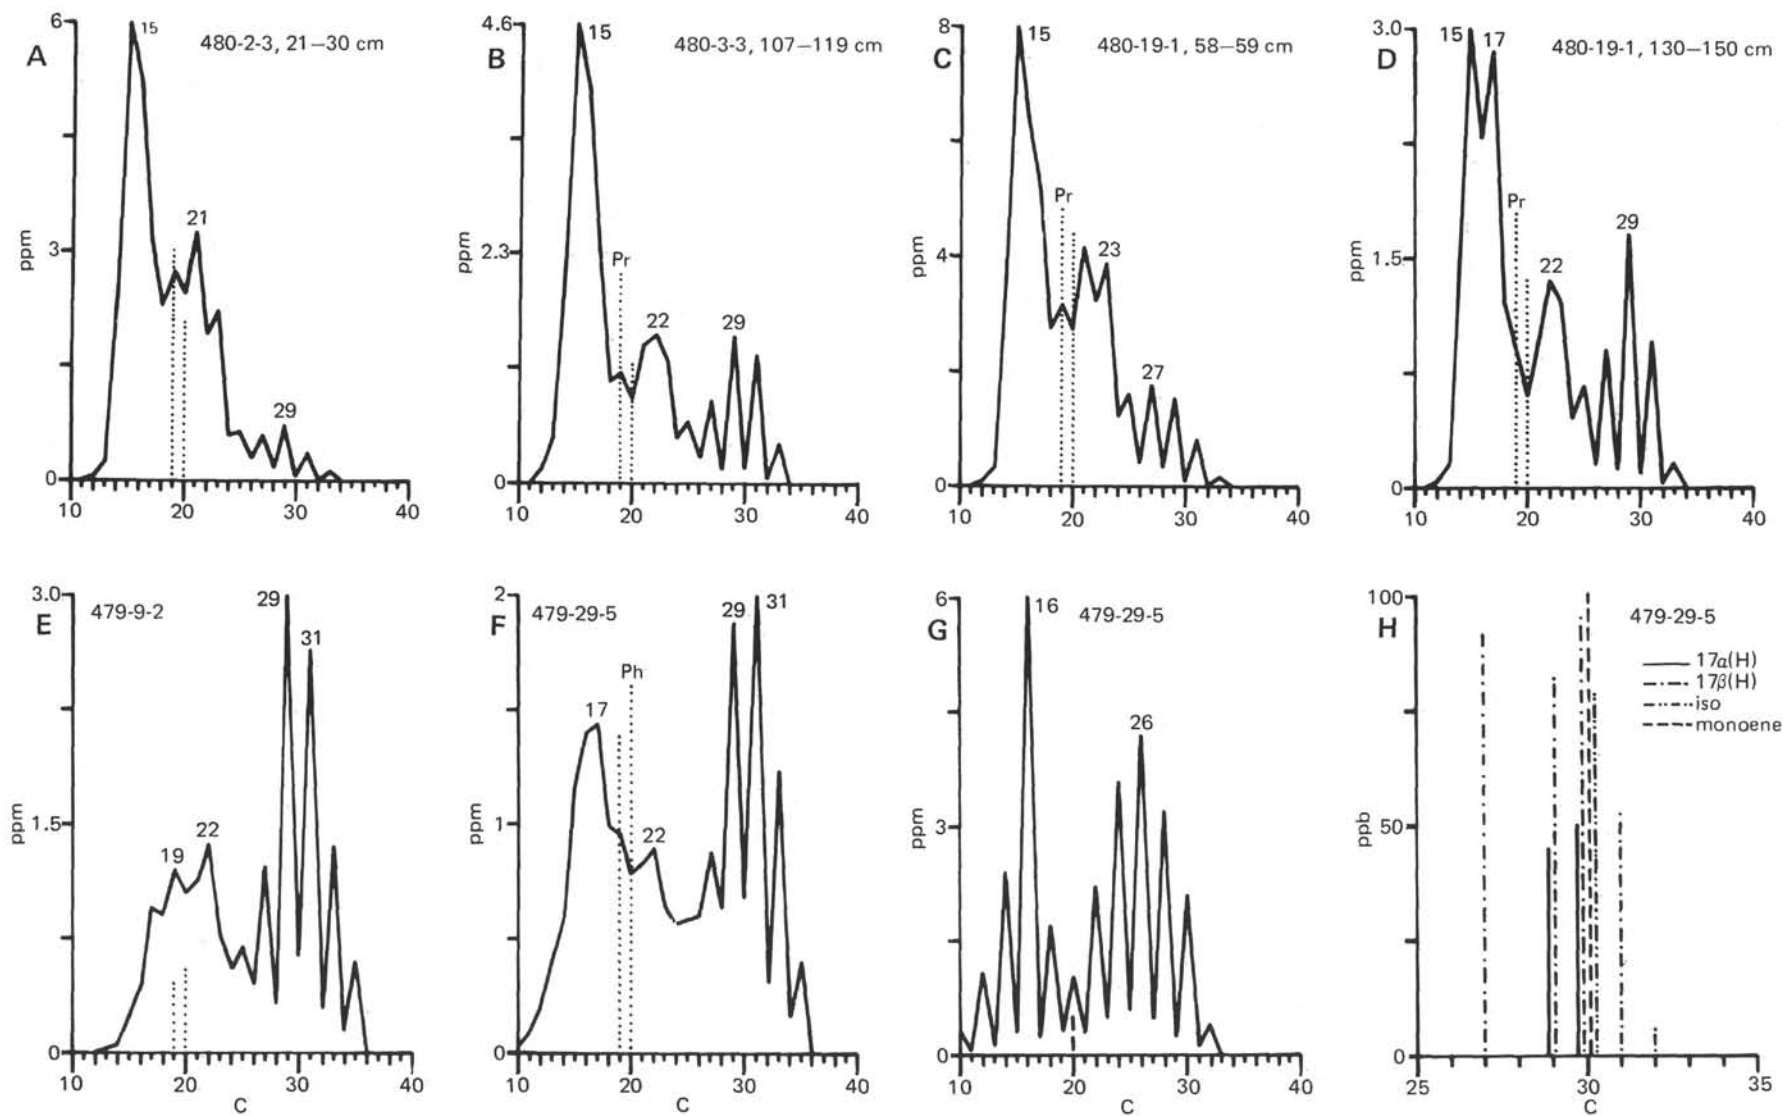 A
480-2-3, 21–30 cm
6
3
0
ppm
15
21
29
10 20 30 40
B
480-3-3, 107–119 cm
4.6
2.3
0
ppm
15
Pr
22
29
10 20 30 40
C
480-19-1, 58–59 cm
8
4
0
ppm
15
Pr
23
27
10 20 30 40
D
480-19-1, 130–150 cm
3.0
1.5
0
ppm
15 17
Pr
22
29
10 20 30 40
E
479-9-2
3.0
1.5
0
ppm
19
22
29
31
10 20 30 40
C
F
479-29-5
2
1
0
ppm
17
Ph
22
29
31
10 20 30 40
G
479-29-5
6
3
0
ppm
16
26
10 20 30 40
C
H
479-29-5
100
50
0
ppb
17α(H)
17β(H)
iso
monoene
25 30 35
C